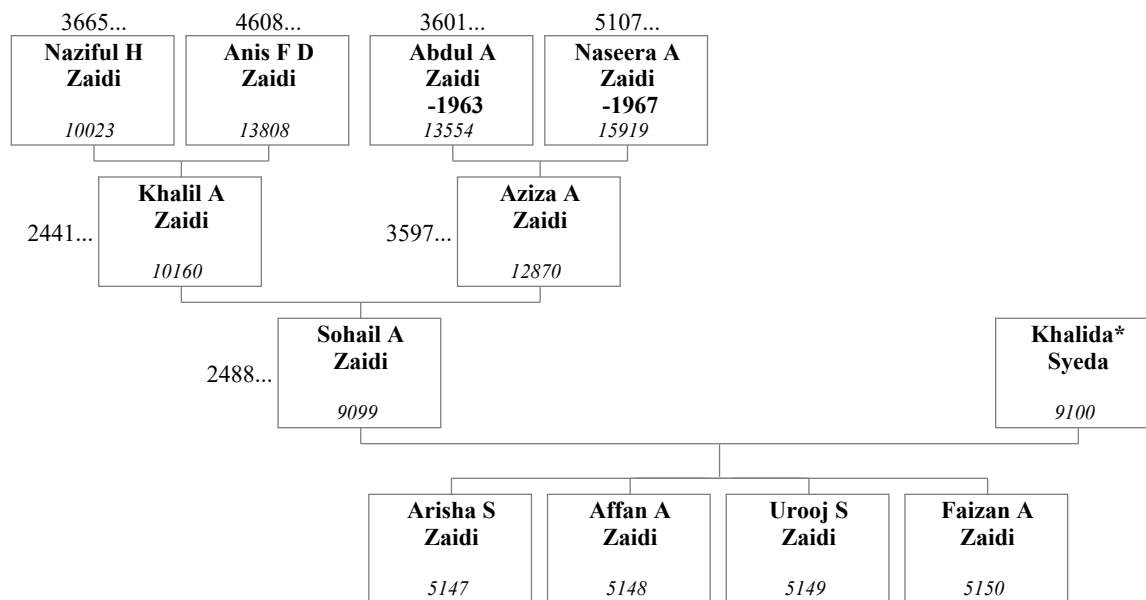 3665...
4608...
3601...
5107...
Naziful H
Zaidi
10023
Anis F D
Zaidi
13808
Abdul A
Zaidi
-1963
13554
Naseera A
Zaidi
-1967
15919
2441...
Khalil A
Zaidi
10160
3597...
Aziza A
Zaidi
12870
2488...
Sohail A
Zaidi
9099
Khalida*
Syeda
9100
Arisha S
Zaidi
5147
Affan A
Zaidi
5148
Urooj S
Zaidi
5149
Faizan A
Zaidi
5150